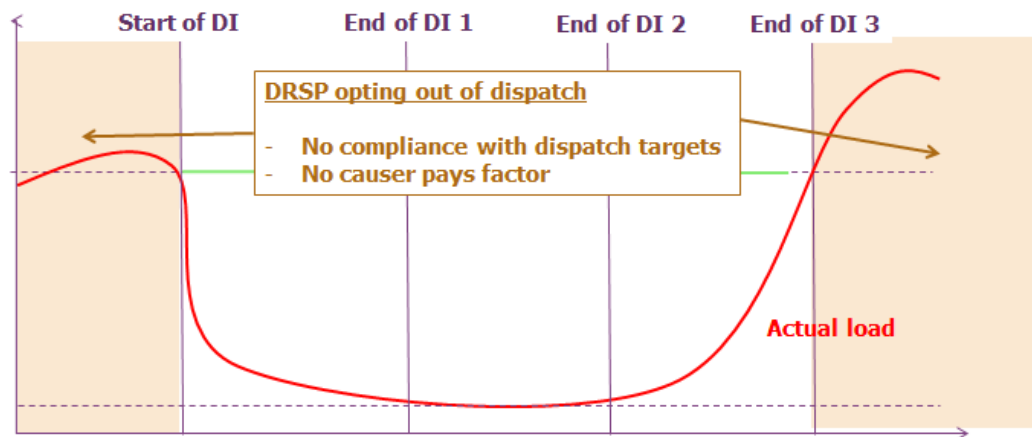 Start of DI
End of DI 1
End of DI 2
End of DI 3
DRSP opting out of dispatch
- No compliance with dispatch targets
- No causer pays factor
Actual load